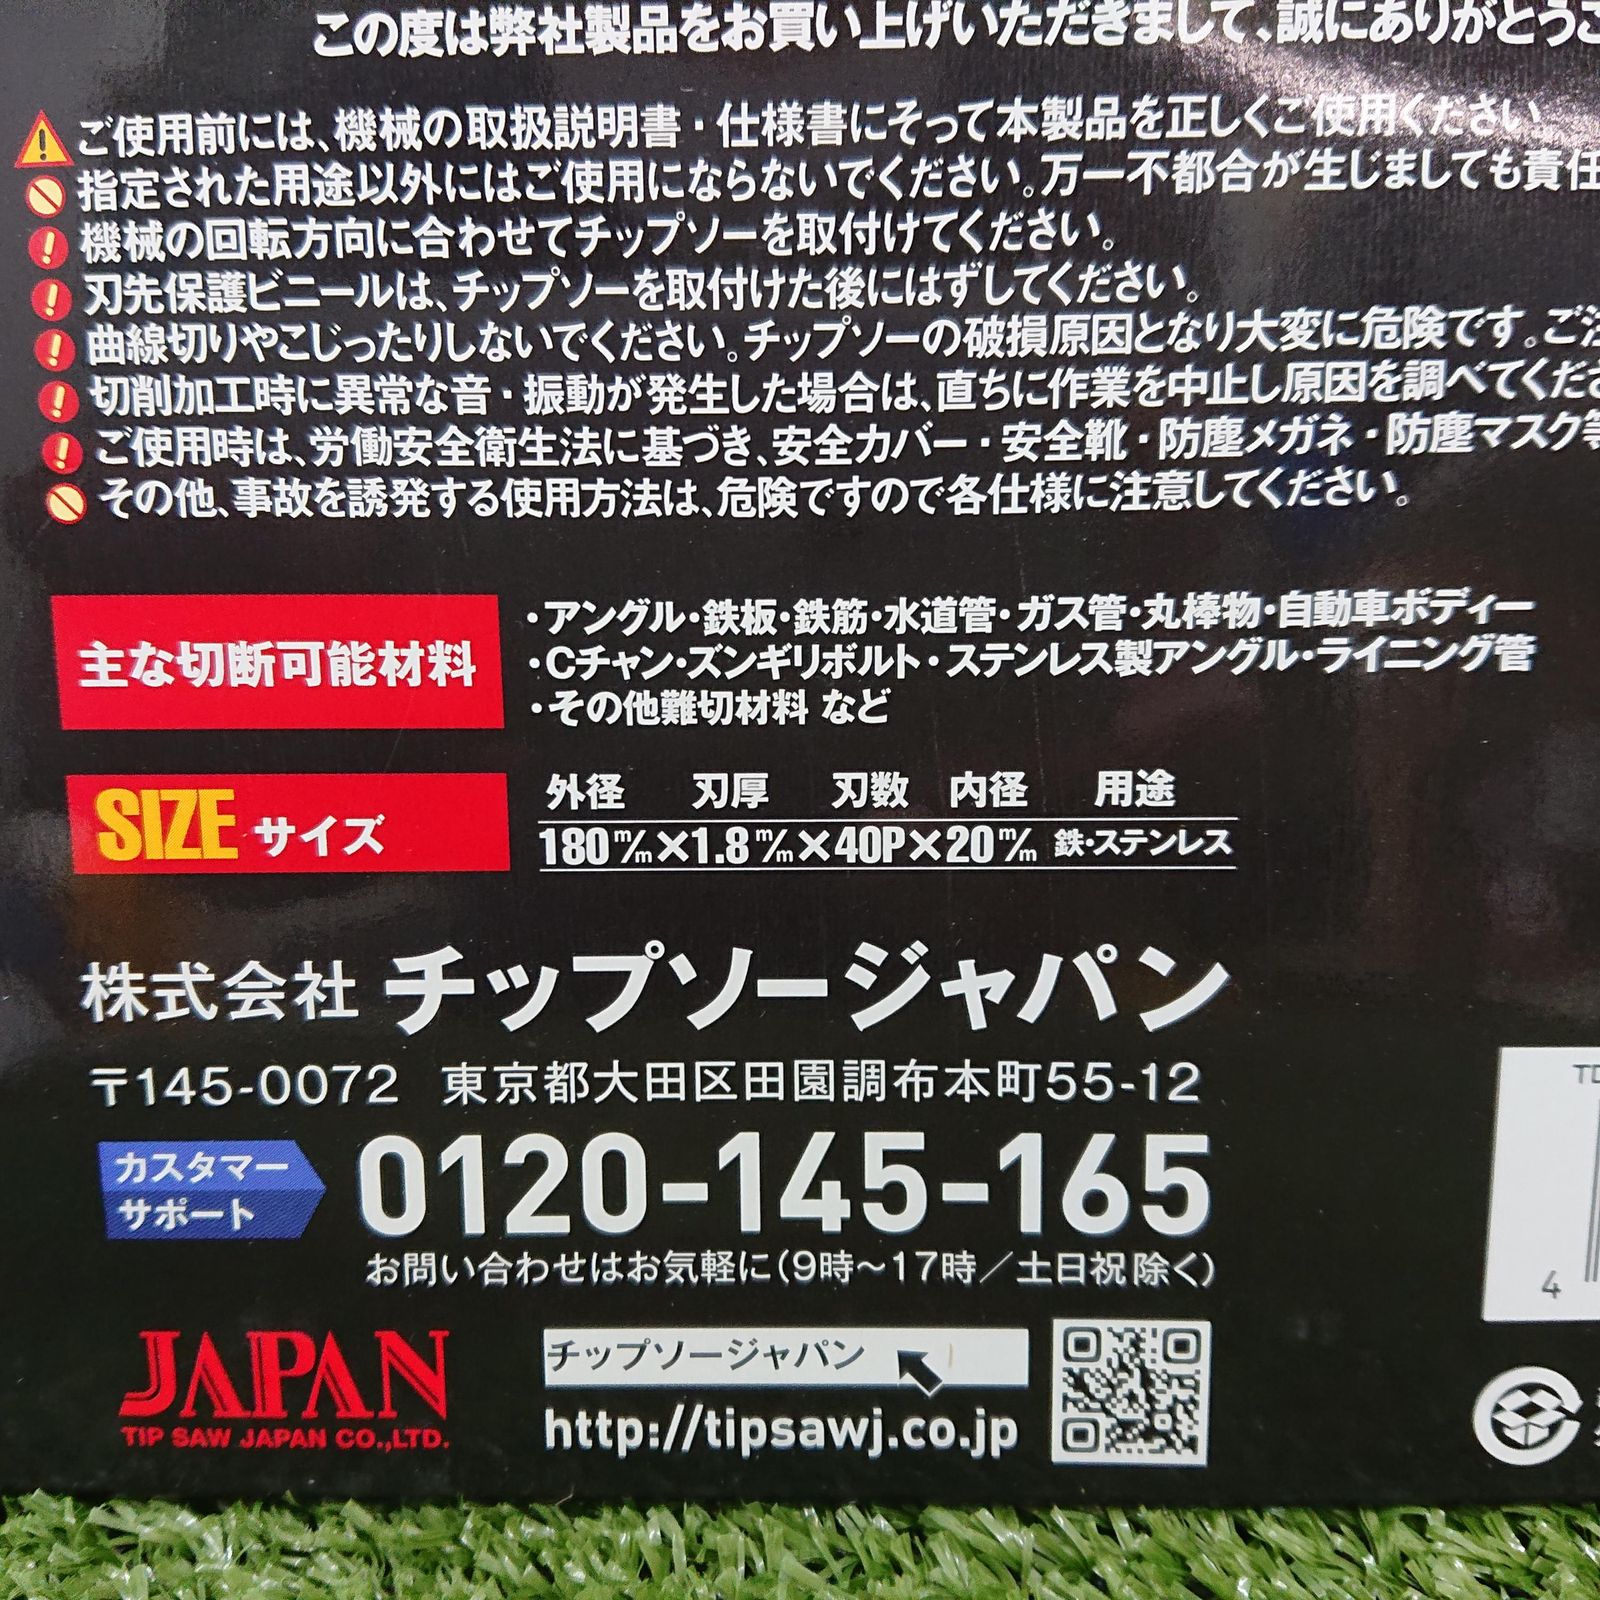 この度は弊社製品をお買い上げいただきまして、誠にありがとうご
ご使用前には、機械の取扱説明書・仕様書にそって本製品を正しくご使用ください。
指定された用途以外にはご使用にならないでください。万一不都合が生じましても責任
機械の回転方向に合わせてチップソーを取付けてください。
刃先保護ビニールは、チップソーを取付けた後にはずしてください。
曲線切りやこじったりしないでください。チップソーの破損原因となり大変に危険です。ご注
切削加工時に異常な音・振動が発生した場合は、直ちに作業を中止し原因を調べてくださ
ご使用時は、労働安全衛生法に基づき、安全カバー・安全靴・防塵メガネ・防塵マスク等
その他、事故を誘発する使用方法は、危険ですので各仕様に注意してください。
主な切断可能材料
・アングル・鉄板・鉄筋・水道管・ガス管・丸棒物・自動車ボディー
・Cチャン・ズンギリボルト・ステンレス製アングル・ライニング管
・その他難切材料 など
SIZE サイズ
外径 刃厚 刃数 内径 用途
180m/m×1.8m/m×40P×20m/m 鉄・ステンレス
株式会社 チップソージャパン
〒145-0072 東京都大田区田園調布本町55-12
カスタマー
サポート
0120-145-165
お問い合わせはお気軽に(9時～17時/土日祝除く)
JAPAN
TIP SAW JAPAN CO.,LTD.
チップソージャパン
http://tipsawj.co.jp
4